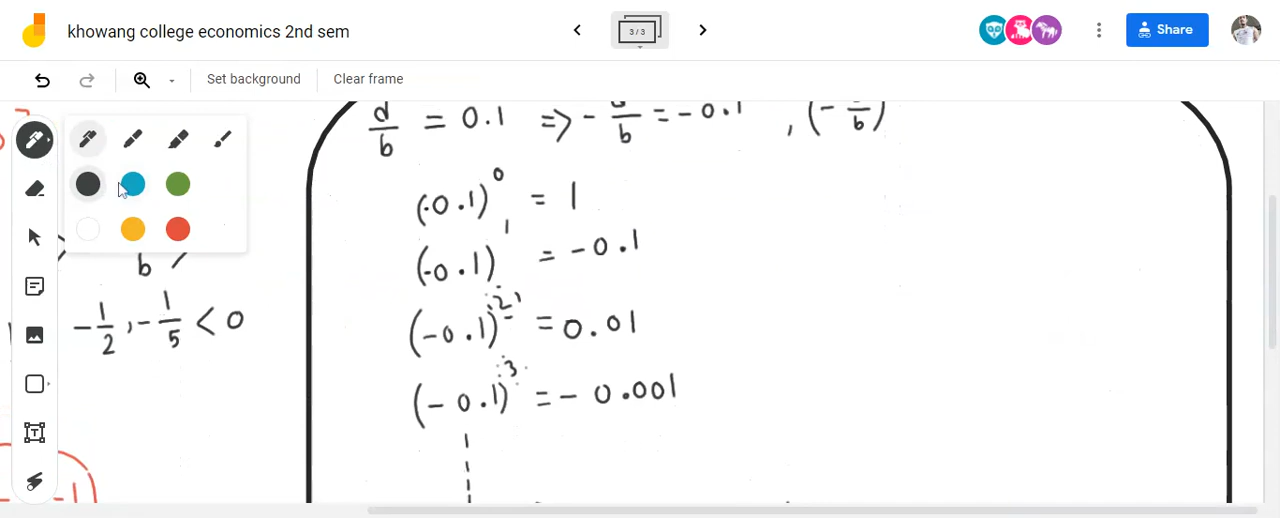 khowang college economics 2nd sem
3 / 3
Share
Set background
Clear frame
d/b = 0.1 => - d/b = -0.1 , (- d/b)
(-0.1)^0 = 1
(-0.1)^1 = -0.1
(-0.1)^2 = 0.01
(-0.1)^3 = - 0.001
b
-1/2, -1/5 < 0